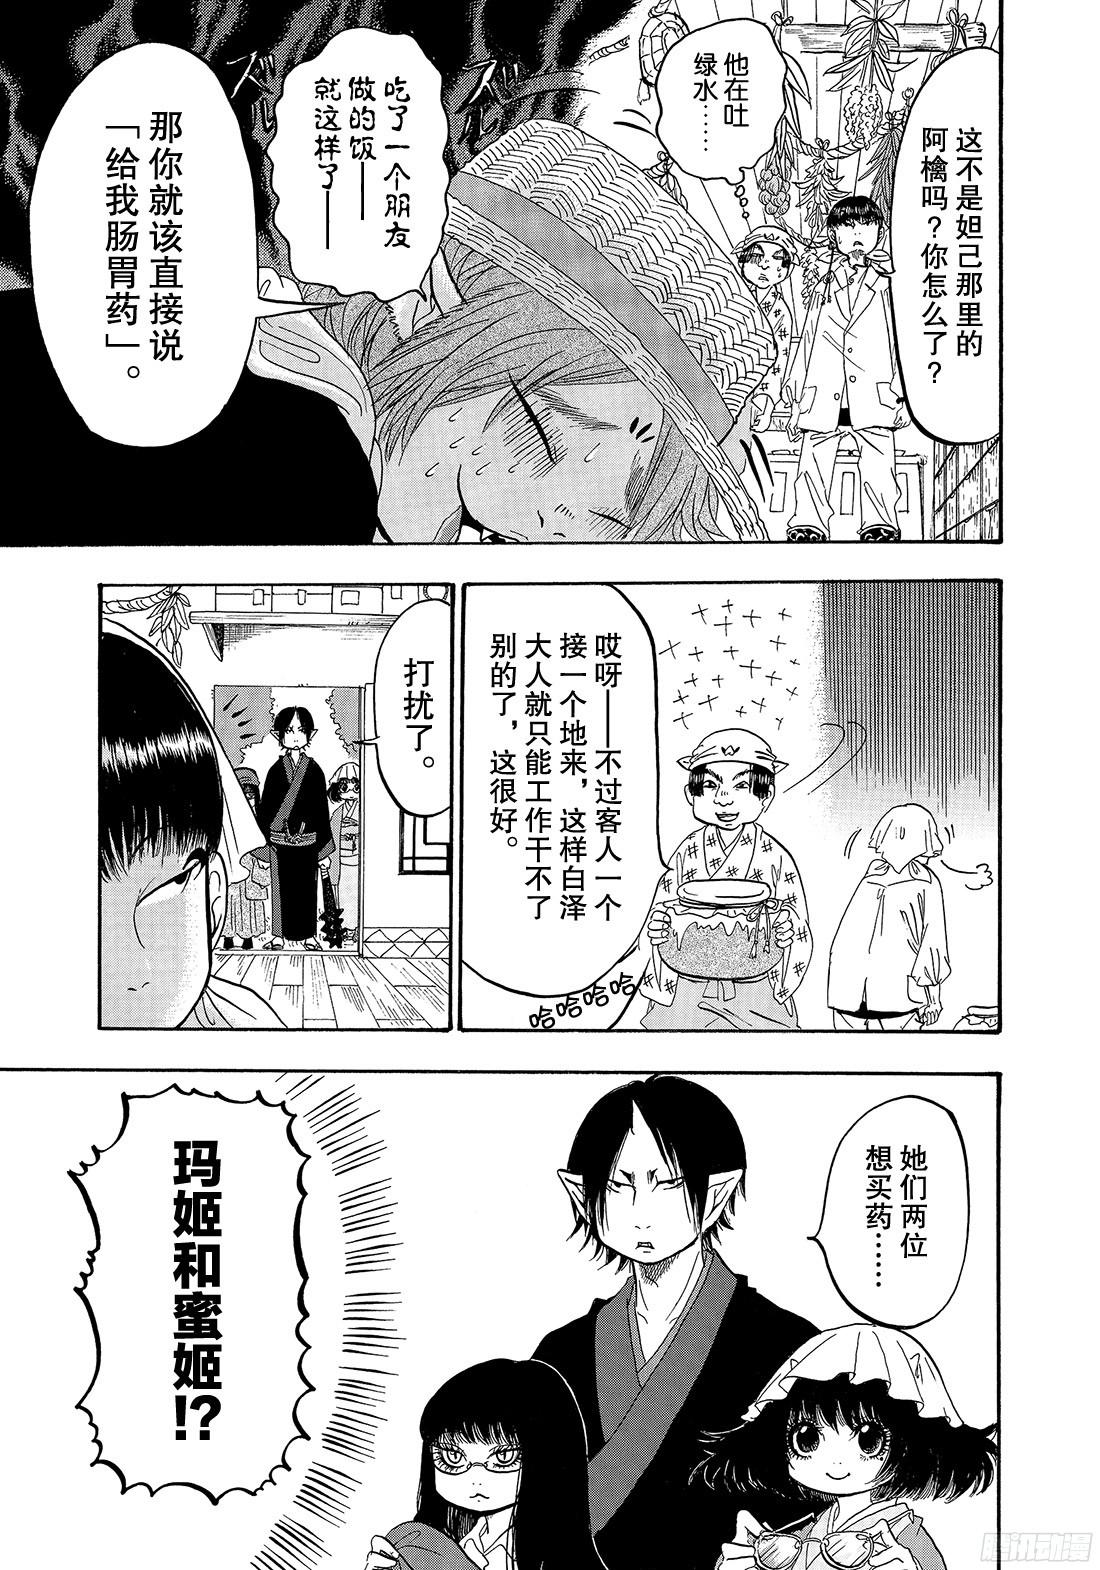 这不是妲己那里的
阿檎吗？你怎么了？
他在吐
绿水……
吃了一个朋友
做的饭——
就这样了——
那你就该直接说
「给我肠胃药」。
哎呀——不过客人一个
接一个地来，这样白泽
大人就只能工作干不了
别的了，这很好。
哈哈哈哈
打扰了。
她们两位
想买药……
玛姬和蜜姬!?
腾讯动漫